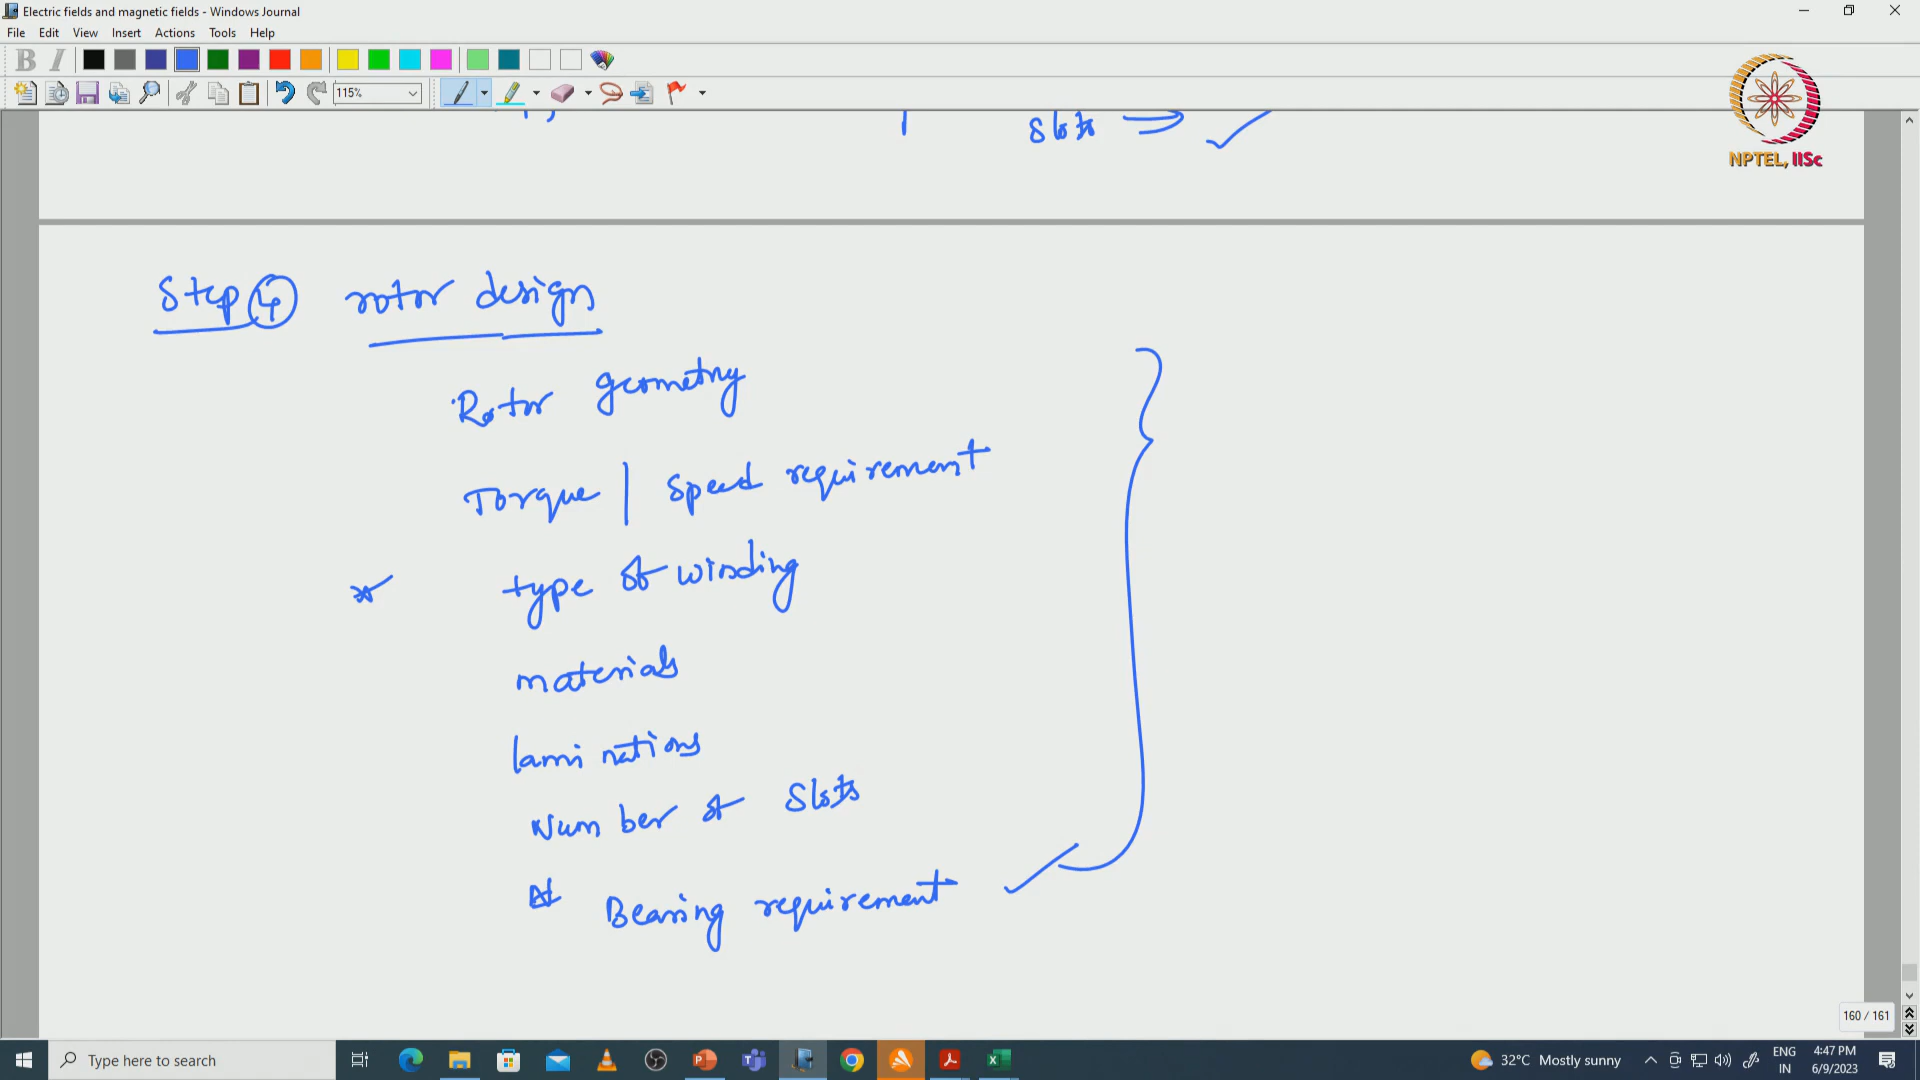 Electric fields and magnetic fields - Windows Journal
File Edit View Insert Actions Tools Help
B I
115%
NPTEL, IISc
slots
Step 4 rotor design
Rotor geometry
Torque | Speed requirement
type of winding
materials
laminations
Number of Slots
Bearing requirement
160 / 161
Type here to search
32°C Mostly sunny
ENG
IN
4:47 PM
6/9/2023